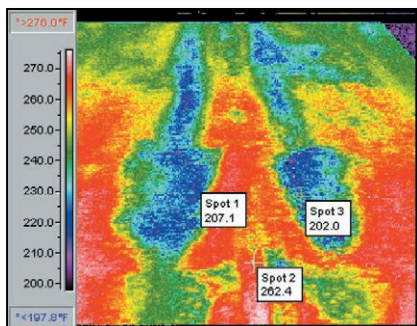 *>276.0°F
270.0-
260.0-
250.0-
240.0-
230.0-
220.0-
210.0-
200.0-
*<197.8°F
Spot 1
207.1
Spot 3
202.0
Spot 2
262.4